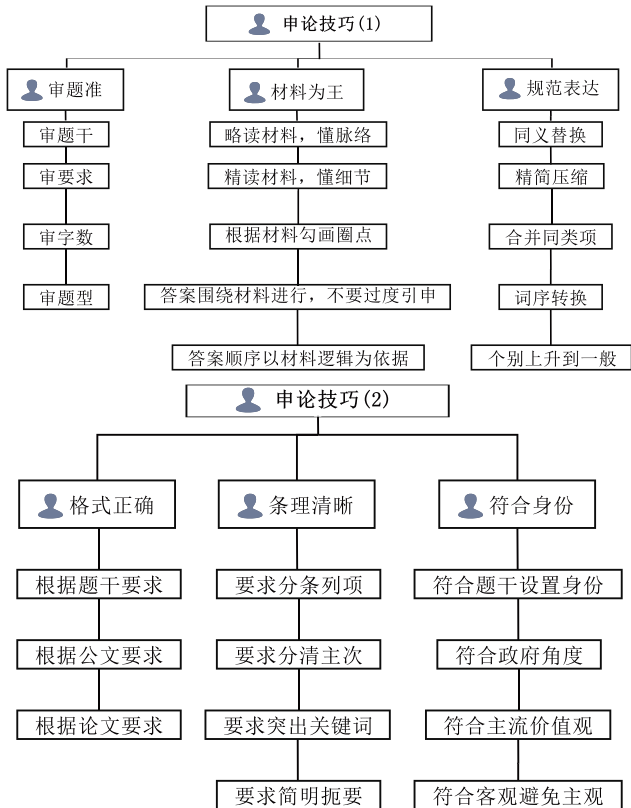 申论技巧(1)
审题准
材料为王
规范表达
审题干
略读材料，懂脉络
同义替换
审要求
精读材料，懂细节
精简压缩
审字数
根据材料勾画圈点
合并同类项
审题型
答案围绕材料进行，不要过度引申
词序转换
答案顺序以材料逻辑为依据
个别上升到一般
申论技巧(2)
格式正确
条理清晰
符合身份
根据题干要求
要求分条列项
符合题干设置身份
根据公文要求
要求分清主次
符合政府角度
根据论文要求
要求突出关键词
符合主流价值观
要求简明扼要
符合客观避免主观